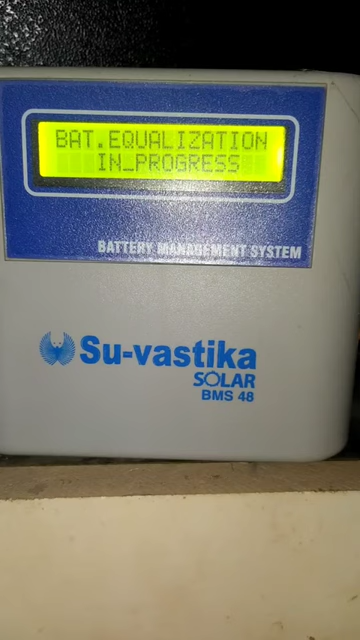 BAT.EQUALIZATION
IN_PROGRESS
BATTERY MANAGEMENT SYSTEM
Su-vastika
SOLAR
BMS 48